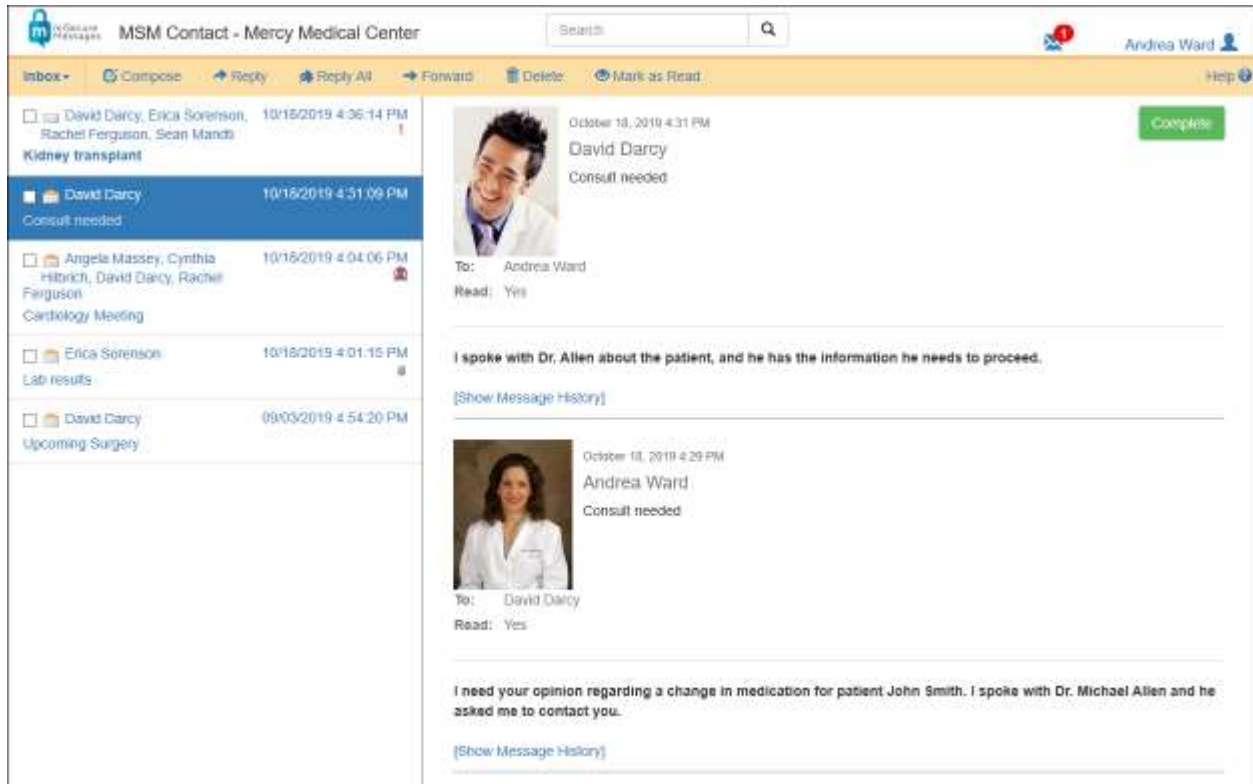 m miSecure Messages
MSM Contact - Mercy Medical Center
Search
1
Andrea Ward
Inbox
Compose
Reply
Reply All
Forward
Delete
Mark as Read
Help
David Darcy, Erica Sorenson, 10/18/2019 4:36:14 PM
Rachel Ferguson, Sean Mandli
!
Kidney transplant
David Darcy 10/18/2019 4:31:09 PM
Consult needed
Angela Massey, Cynthia 10/18/2019 4:04:06 PM
Hilbrich, David Darcy, Rachel
Ferguson
Cardiology Meeting
Erica Sorenson 10/18/2019 4:01:15 PM
Lab results
David Darcy 09/03/2019 4:54:20 PM
Upcoming Surgery
October 18, 2019 4:31 PM
Complete
David Darcy
Consult needed
To: Andrea Ward
Read: Yes
I spoke with Dr. Allen about the patient, and he has the information he needs to proceed.
[Show Message History]
October 18, 2019 4:29 PM
Andrea Ward
Consult needed
To: David Darcy
Read: Yes
I need your opinion regarding a change in medication for patient John Smith. I spoke with Dr. Michael Allen and he
asked me to contact you.
[Show Message History]